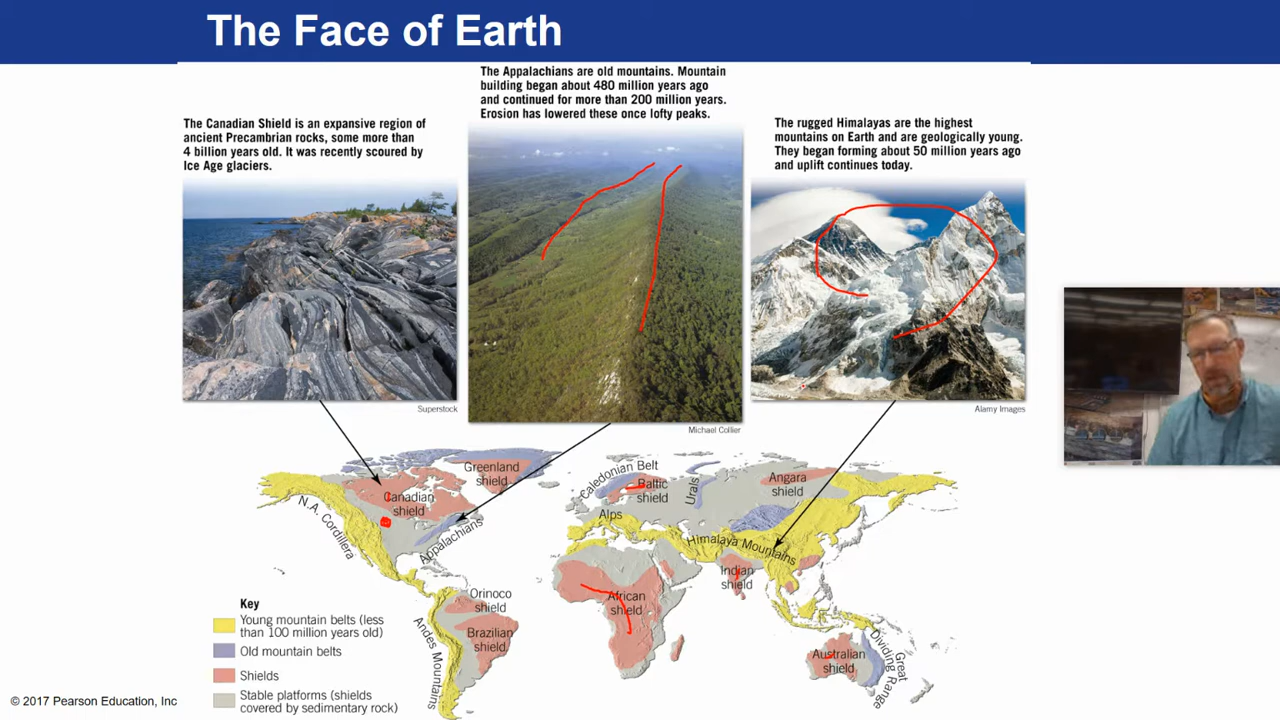 The Face of Earth
The Canadian Shield is an expansive region of
ancient Precambrian rocks, some more than
4 billion years old. It was recently scoured by
Ice Age glaciers.
The Appalachians are old mountains. Mountain
building began about 480 million years ago
and continued for more than 200 million years.
Erosion has lowered these once lofty peaks.
The rugged Himalayas are the highest
mountains on Earth and are geologically young.
They began forming about 50 million years ago
and uplift continues today.
Superstock
Michael Collier
Alamy Images
Greenland
shield
Canadian
shield
N.A. Cordillera
Appalachians
Caledonian Belt
Baltic
shield
Urals
Angara
shield
Alps
Himalaya Mountains
Indian
shield
African
shield
Orinoco
shield
Brazilian
shield
Andes Mountains
Australian
shield
Great
Dividing Range
Key
Young mountain belts (less
than 100 million years old)
Old mountain belts
Shields
Stable platforms (shields
covered by sedimentary rock)
© 2017 Pearson Education, Inc